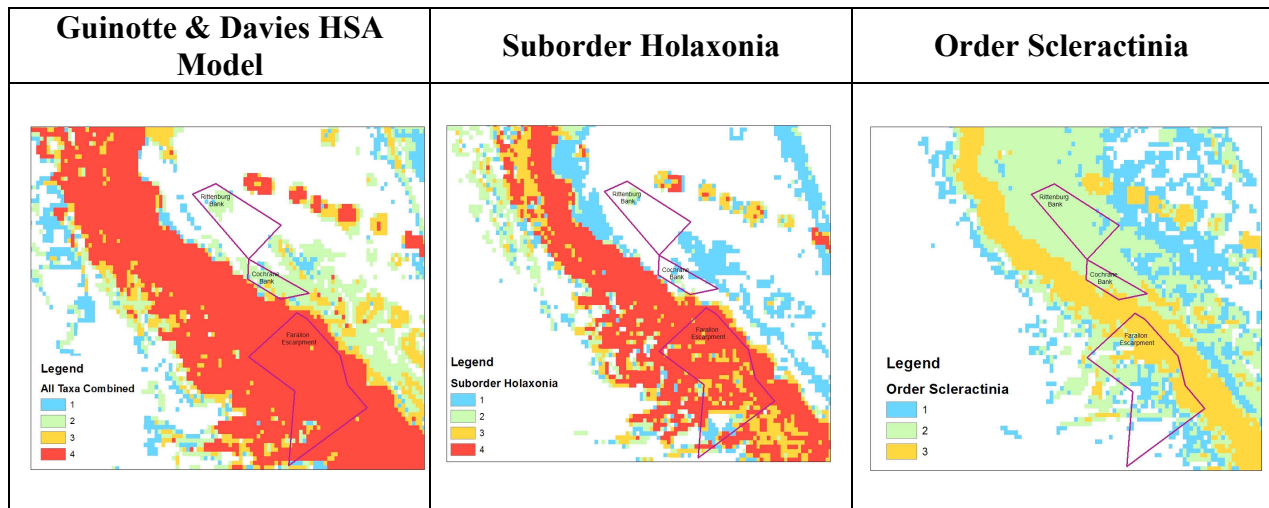 Guinotte & Davies HSA
Model
Suborder Holaxonia
Order Scleractinia
Rittenburg
Bank
Cochrane
Bank
Farallon
Escarpment
Legend
All Taxa Combined
1
2
3
4
Rittenburg
Bank
Cochrane
Bank
Farallon
Escarpment
Legend
Suborder Holaxonia
1
2
3
4
Rittenburg
Bank
Cochrane
Bank
Farallon
Escarpment
Legend
Order Scleractinia
1
2
3